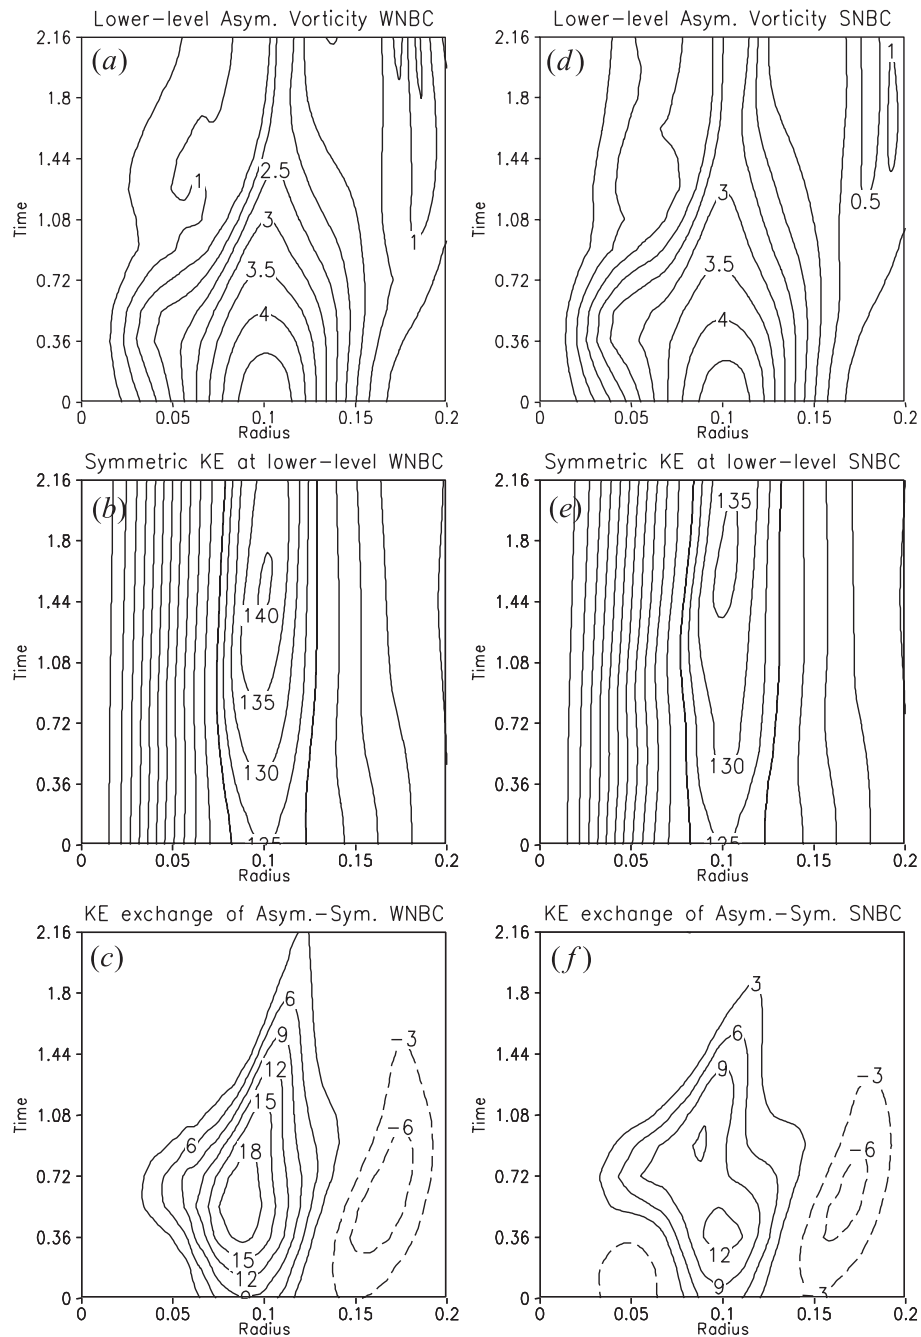 Lower-level Asym. Vorticity WNBC
(a)
2.16
1.8
1.44
1.08
0.72
0.36
0
Time
1
2.5
3
3.5
4
1
0 0.05 0.1 0.15 0.2
Radius
Lower-level Asym. Vorticity SNBC
(d)
2.16
1.8
1.44
1.08
0.72
0.36
0
Time
1
3
0.5
3.5
4
0 0.05 0.1 0.15 0.2
Radius
Symmetric KE at lower-level WNBC
(b)
2.16
1.8
1.44
1.08
0.72
0.36
0
Time
140
135
130
125
0 0.05 0.1 0.15 0.2
Radius
Symmetric KE at lower-level SNBC
(e)
2.16
1.8
1.44
1.08
0.72
0.36
0
Time
135
130
125
0 0.05 0.1 0.15 0.2
Radius
KE exchange of Asym.-Sym. WNBC
(c)
2.16
1.8
1.44
1.08
0.72
0.36
0
Time
6
9
-3
12
15
-6
6
18
15
12
9
0 0.05 0.1 0.15 0.2
Radius
KE exchange of Asym.-Sym. SNBC
(f)
2.16
1.8
1.44
1.08
0.72
0.36
0
Time
3
6
9
-3
-6
12
9
-3
0 0.05 0.1 0.15 0.2
Radius